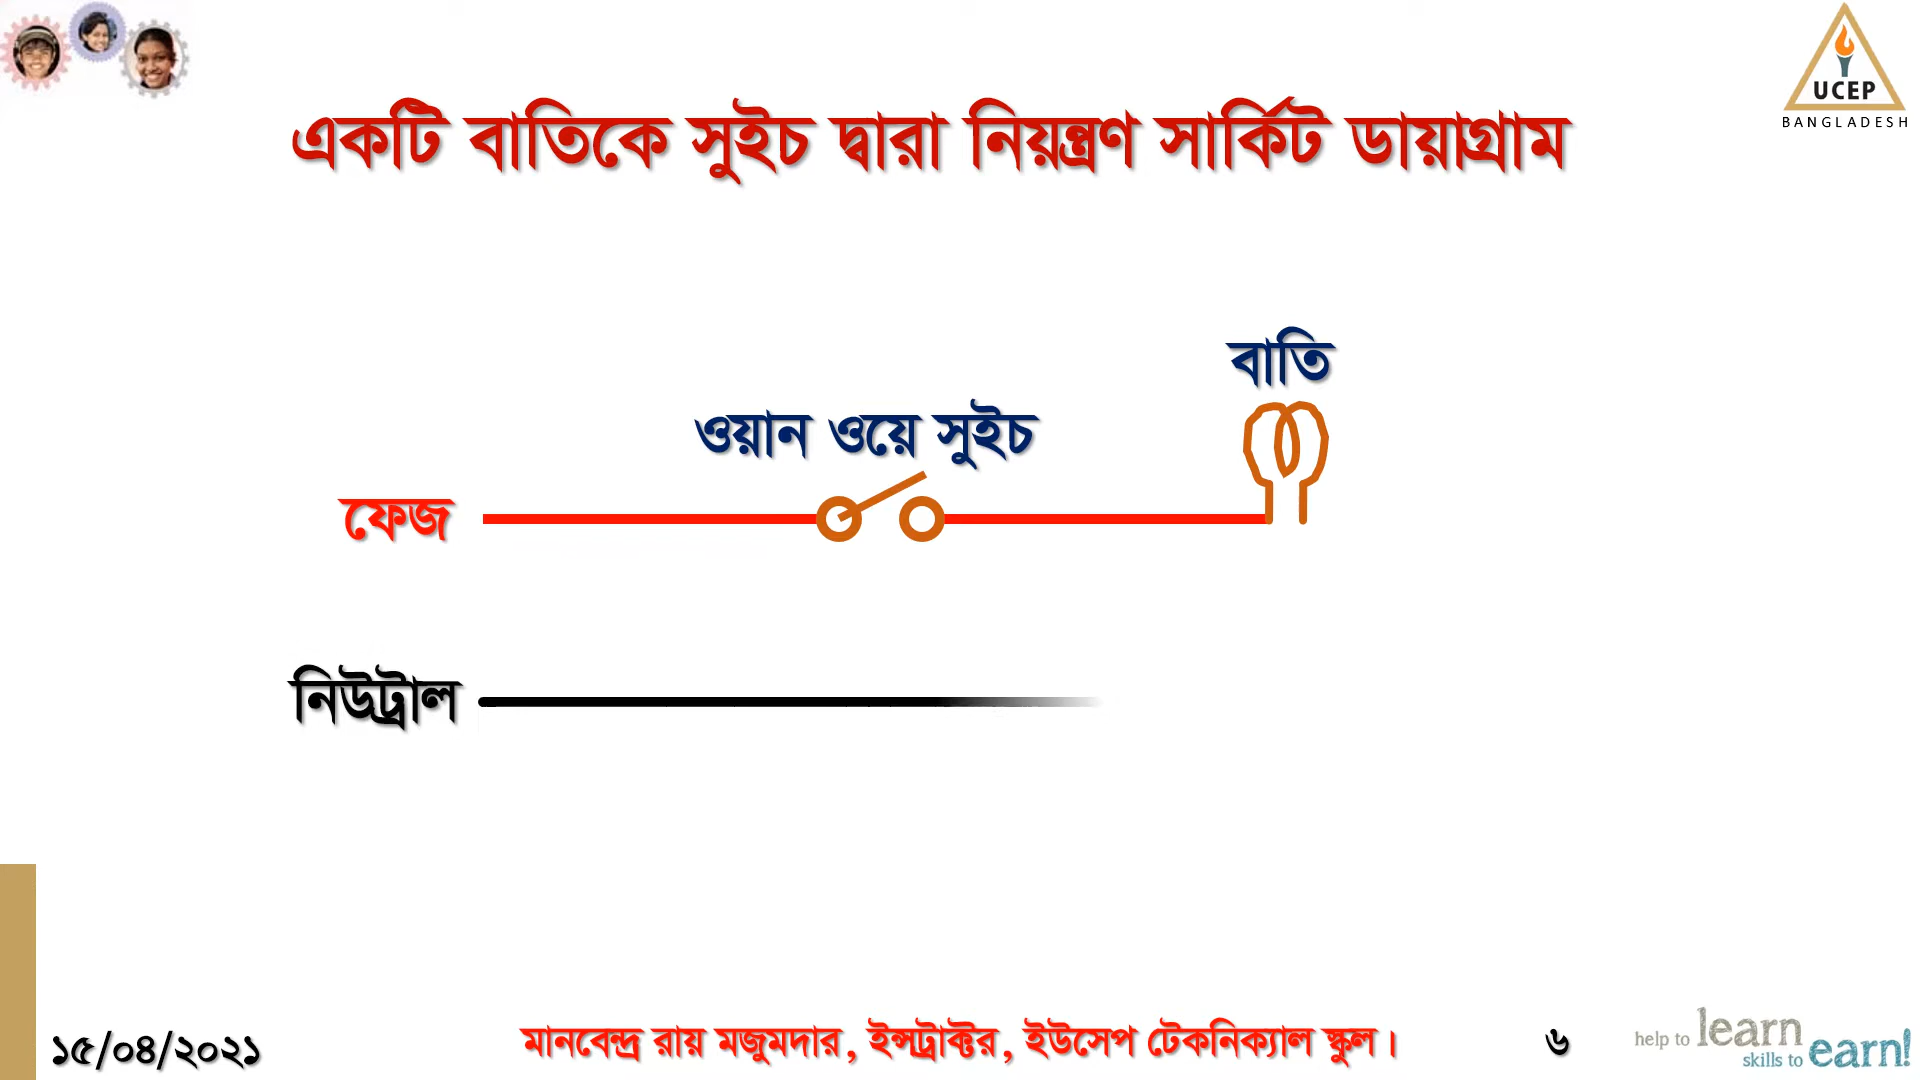 UCEP
BANGLADESH
একটি বাতিকে সুইচ দ্বারা নিয়ন্ত্রণ সার্কিট ডায়াগ্রাম
বাতি
ওয়ান ওয়ে সুইচ
ফেজ
নিউট্রাল
১৫/০৪/২০২১
মানবেন্দ্র রায় মজুমদার, ইন্সট্রাক্টর, ইউসেপ টেকনিক্যাল স্কুল।
৬
help to learn
skills to earn!